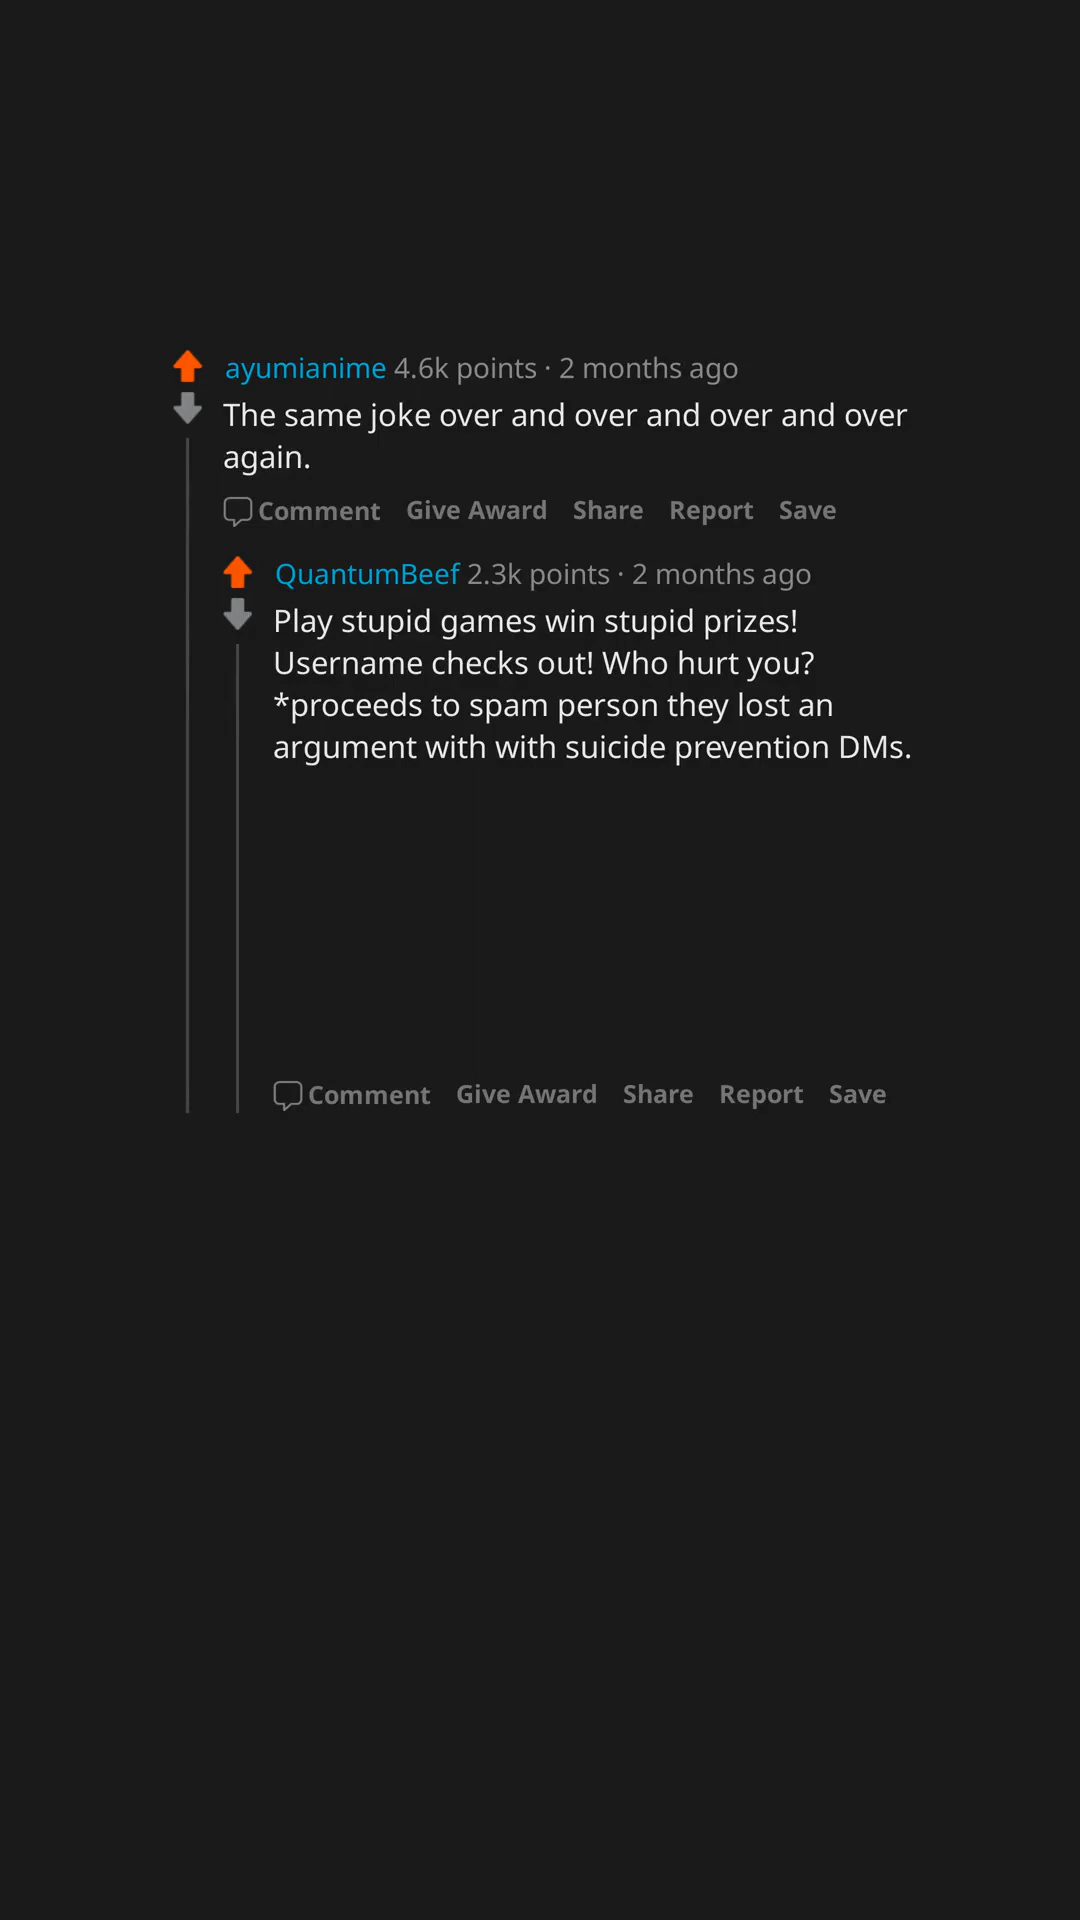 ayumianime 4.6k points · 2 months ago
The same joke over and over and over and over
again.
Comment Give Award Share Report Save
QuantumBeef 2.3k points · 2 months ago
Play stupid games win stupid prizes!
Username checks out! Who hurt you?
*proceeds to spam person they lost an
argument with with suicide prevention DMs.
Comment Give Award Share Report Save